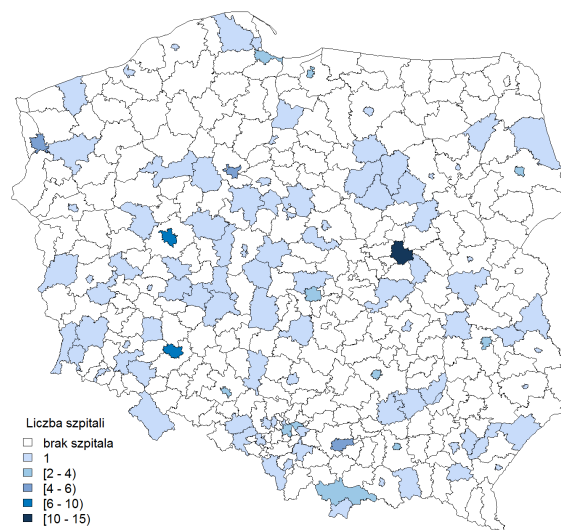 Liczba szpitali
brak szpitala
1
[2 - 4)
[4 - 6)
[6 - 10)
[10 - 15)